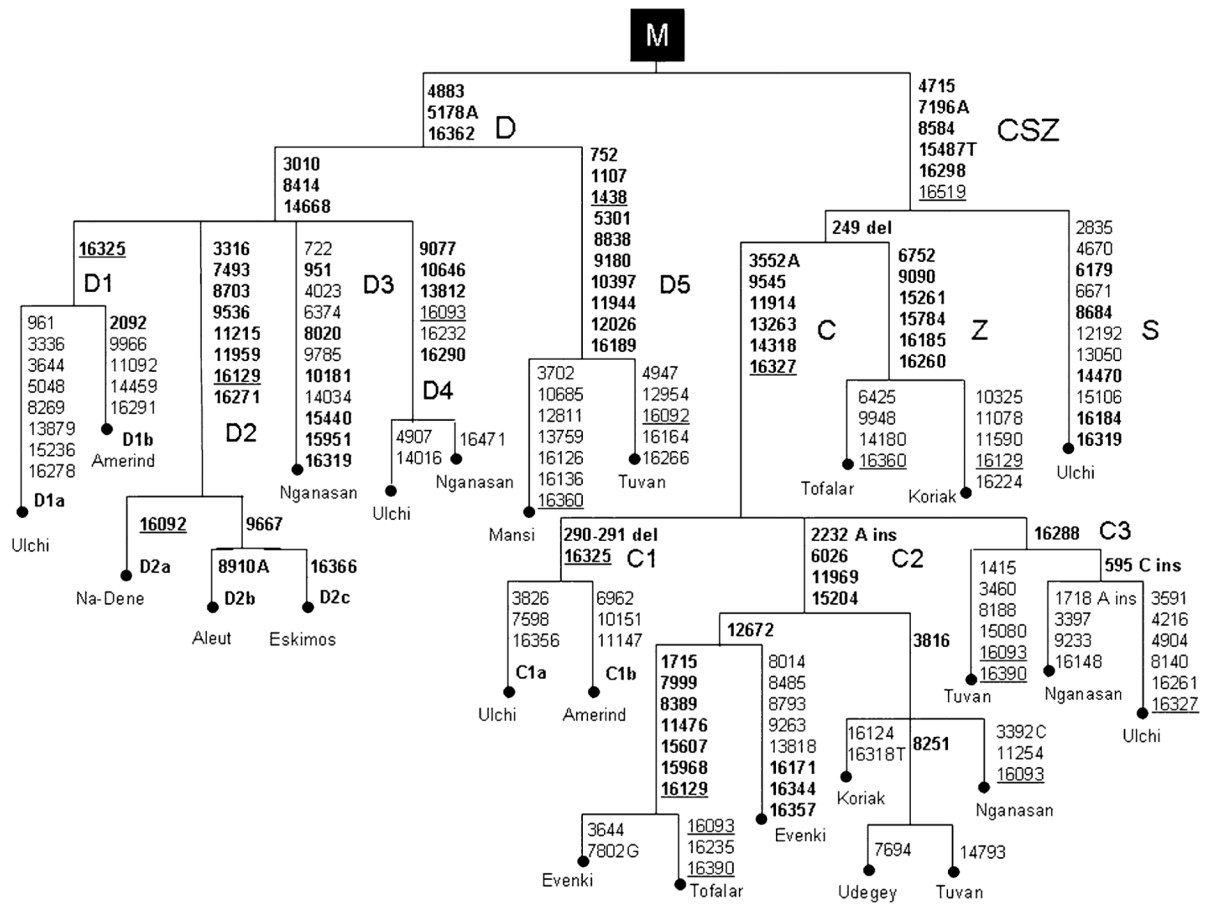 M
4883
5178A
16362
D
4715
7196A
8584
15487T
16298
16519
CSZ
3010
8414
14668
752
1107
1438
5301
8838
9180
10397
11944
12026
16189
D5
249 del
2835
4670
6179
6671
8684
12192
13050
14470
15106
16184
16319
S
Ulchi
16325
D1
3316
7493
8703
9536
11215
11959
16129
16271
D2
722
951
4023
6374
8020
9785
10181
14034
15440
15951
16319
D3
Nganasan
9077
10646
13812
16093
16232
16290
D4
3552A
9545
11914
13263
14318
16327
C
6752
9090
15261
15784
16185
16260
Z
961
3336
3644
5048
8269
13879
15236
16278
D1a
Ulchi
2092
9966
11092
14459
16291
D1b
Amerind
4907
14016
Ulchi
16471
Nganasan
3702
10685
12811
13759
16126
16136
16360
Mansi
4947
12954
16092
16164
16266
Tuvan
6425
9948
14180
16360
Tofalar
10325
11078
11590
16129
16224
Koriak
16092
D2a
Na-Dene
9667
8910A
D2b
Aleut
16366
D2c
Eskimos
290-291 del
16325
C1
2232 A ins
6026
11969
15204
C2
16288
C3
595 C ins
3826
7598
16356
C1a
Ulchi
6962
10151
11147
C1b
Amerind
12672
3816
1415
3460
8188
15080
16093
16390
Tuvan
1718 A ins
3397
9233
16148
Nganasan
3591
4216
4904
8140
16261
16327
Ulchi
1715
7999
8389
11476
15607
15968
16129
8014
8485
8793
9263
13818
16171
16344
16357
Evenki
16124
16318T
Koriak
8251
3392C
11254
16093
Nganasan
3644
7802G
Evenki
16093
16235
16390
Tofalar
7694
Udegey
14793
Tuvan